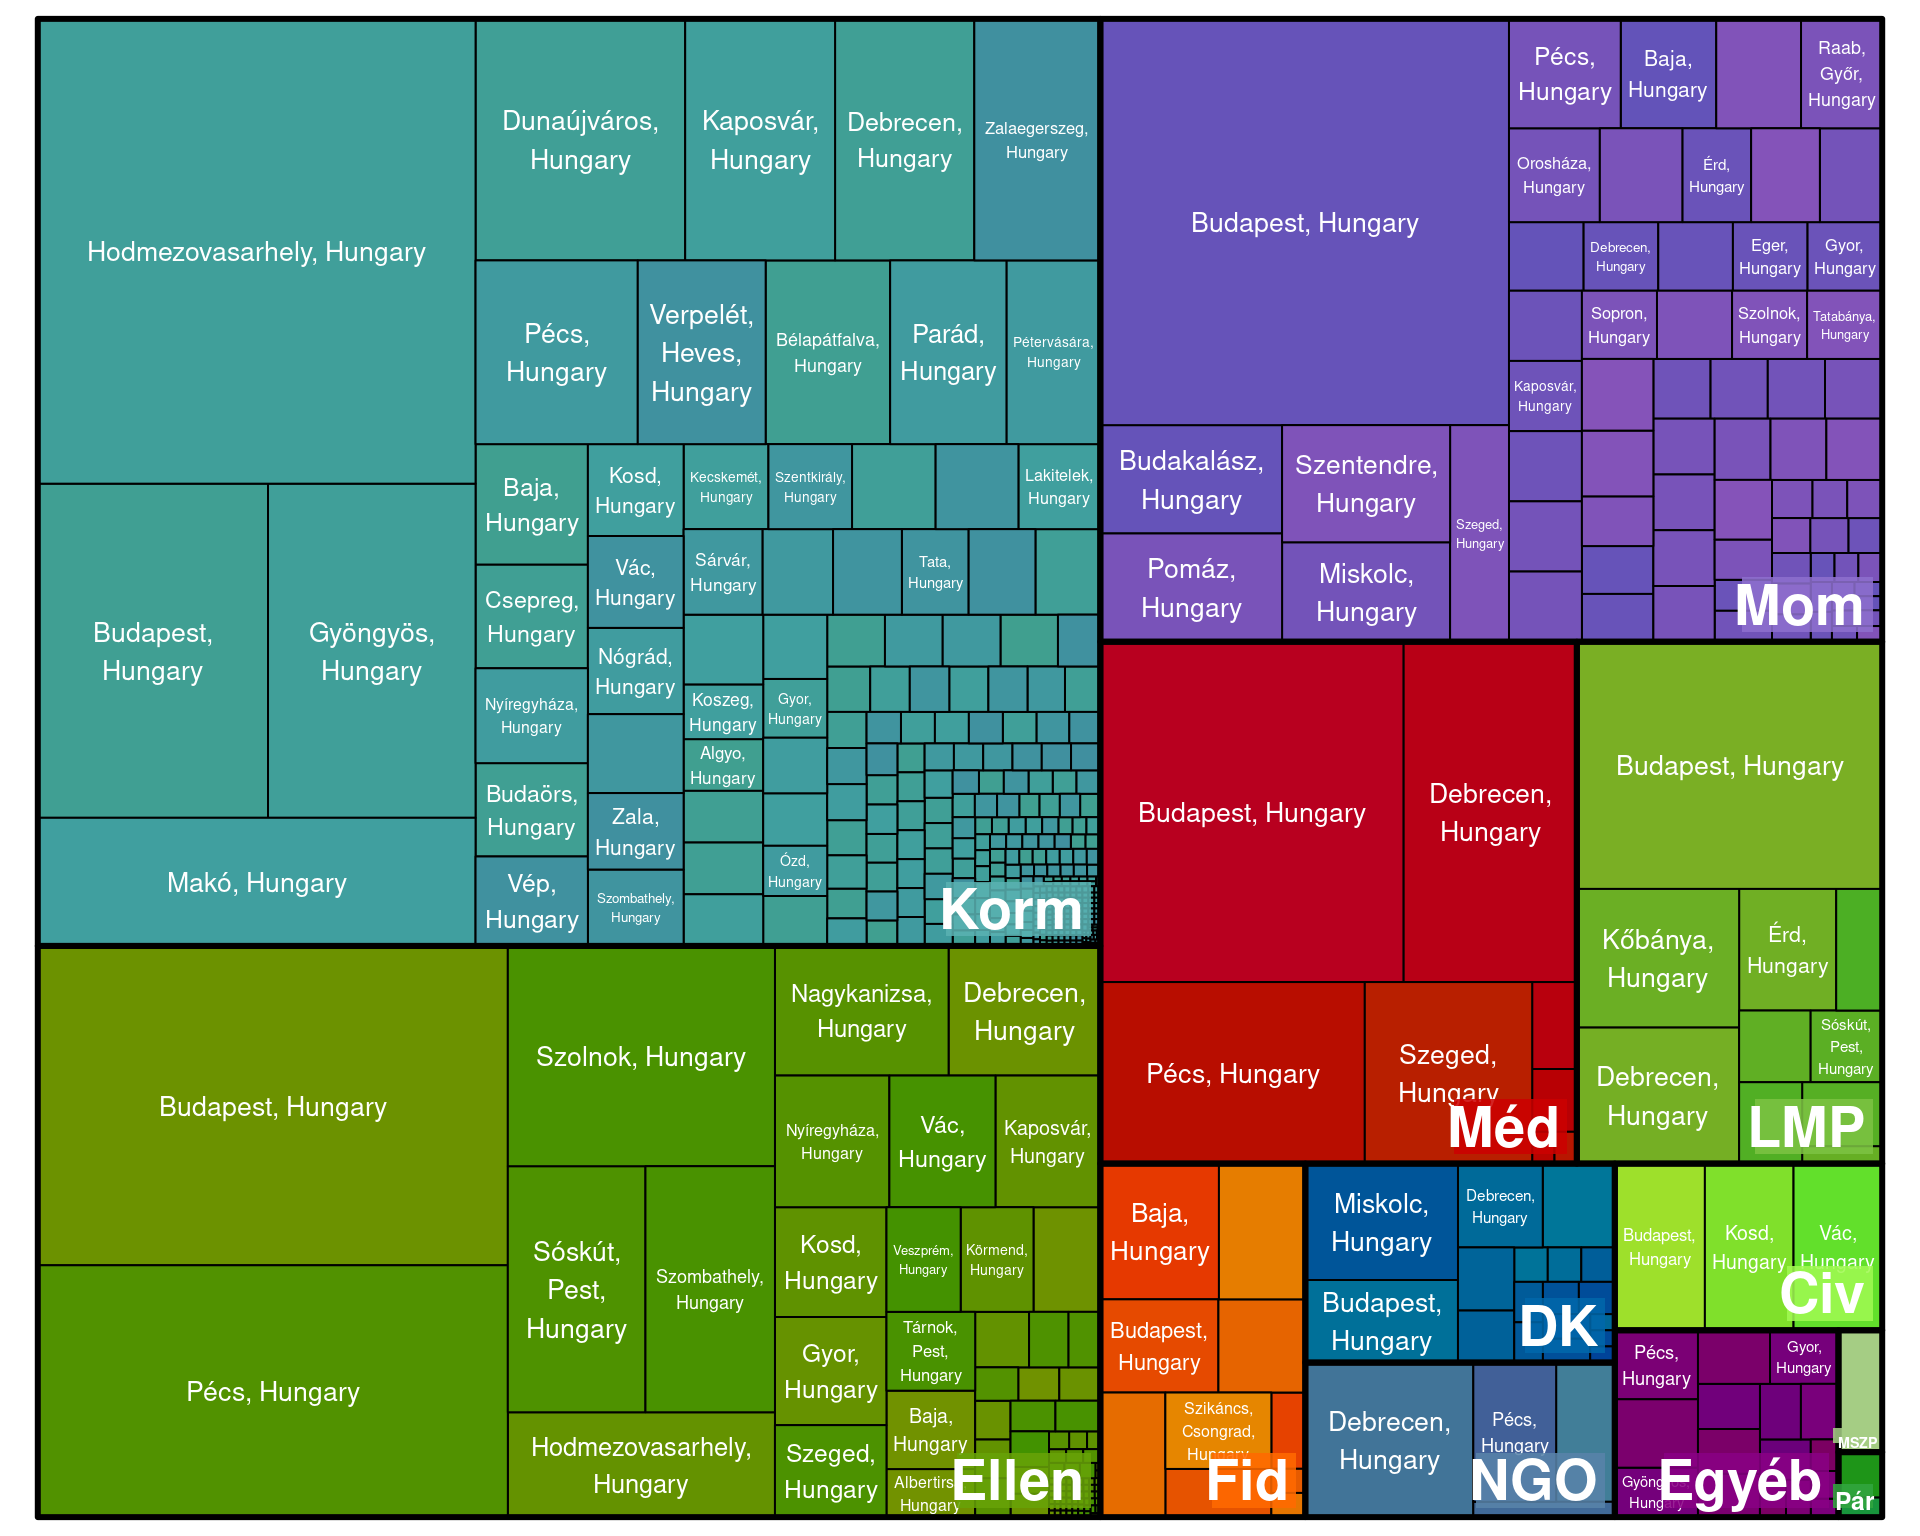 Hodmezovasarhely, Hungary
Budapest,
Hungary
Gyöngyös,
Hungary
Makó, Hungary
Dunaújváros,
Hungary
Kaposvár,
Hungary
Debrecen,
Hungary
Zalaegerszeg,
Hungary
Pécs,
Hungary
Verpelét,
Heves,
Hungary
Bélapátfalva,
Hungary
Parád,
Hungary
Pétervására,
Hungary
Baja,
Hungary
Csepreg,
Hungary
Nyíregyháza,
Hungary
Budaörs,
Hungary
Vép,
Hungary
Kosd,
Hungary
Vác,
Hungary
Nógrád,
Hungary
Zala,
Hungary
Szombathely,
Hungary
Kecskemét,
Hungary
Szentkirály,
Hungary
Lakitelek,
Hungary
Sárvár,
Hungary
Tata,
Hungary
Koszeg,
Hungary
Gyor,
Hungary
Algyo,
Hungary
Ózd,
Hungary
Korm
Budapest, Hungary
Pécs, Hungary
Szolnok, Hungary
Sóskút,
Pest,
Hungary
Szombathely,
Hungary
Hodmezovasarhely,
Hungary
Nagykanizsa,
Hungary
Debrecen,
Hungary
Nyíregyháza,
Hungary
Vác,
Hungary
Kaposvár,
Hungary
Kosd,
Hungary
Gyor,
Hungary
Szeged,
Hungary
Veszprém,
Hungary
Körmend,
Hungary
Tárnok,
Pest,
Hungary
Baja,
Hungary
Albertirs
Hungary
Ellen
Budapest, Hungary
Budakalász,
Hungary
Pomáz,
Hungary
Szentendre,
Hungary
Miskolc,
Hungary
Szeged,
Hungary
Pécs,
Hungary
Baja,
Hungary
Raab,
Győr,
Hungary
Orosháza,
Hungary
Érd,
Hungary
Debrecen,
Hungary
Eger,
Hungary
Gyor,
Hungary
Sopron,
Hungary
Szolnok,
Hungary
Tatabánya,
Hungary
Kaposvár,
Hungary
Mom
Budapest, Hungary
Debrecen,
Hungary
Pécs, Hungary
Szeged,
Hungary
Méd
Budapest, Hungary
Kőbánya,
Hungary
Debrecen,
Hungary
Érd,
Hungary
Sóskút,
Pest,
Hungary
LMP
Baja,
Hungary
Budapest,
Hungary
Szikáncs,
Csongrad,
Hungary
Fid
Miskolc,
Hungary
Budapest,
Hungary
Debrecen,
Hungary
DK
Debrecen,
Hungary
Pécs,
Hungary
NGO
Budapest,
Hungary
Kosd,
Hungary
Vác,
Hungary
Civ
Pécs,
Hungary
Gyor,
Hungary
Gyöngyös,
Hungary
Egyéb
MSZP
Pár